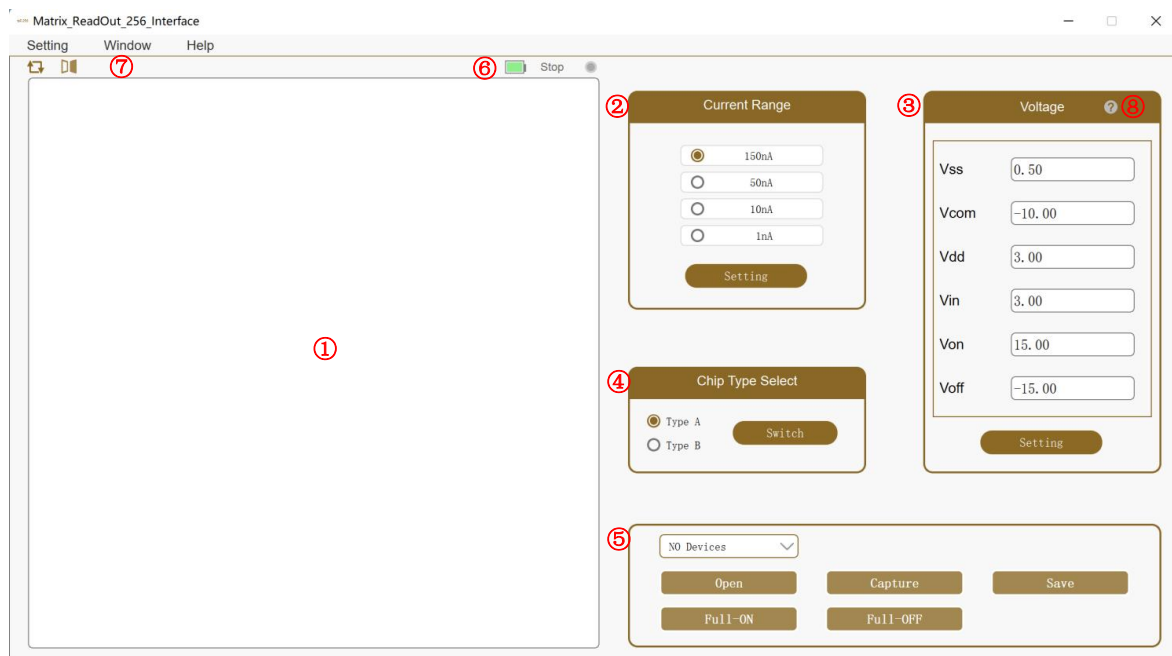 Matrix_ReadOut_256_Interface
Setting Window Help
⑦ ⑥ Stop
① 
② Current Range
150nA
50nA
10nA
1nA
Setting
③ Voltage ? ⑧
Vss 0.50
Vcom -10.00
Vdd 3.00
Vin 3.00
Von 15.00
Voff -15.00
Setting
④ Chip Type Select
Type A
Type B
Switch
⑤ NO Devices
Open Capture Save
Full-ON Full-OFF